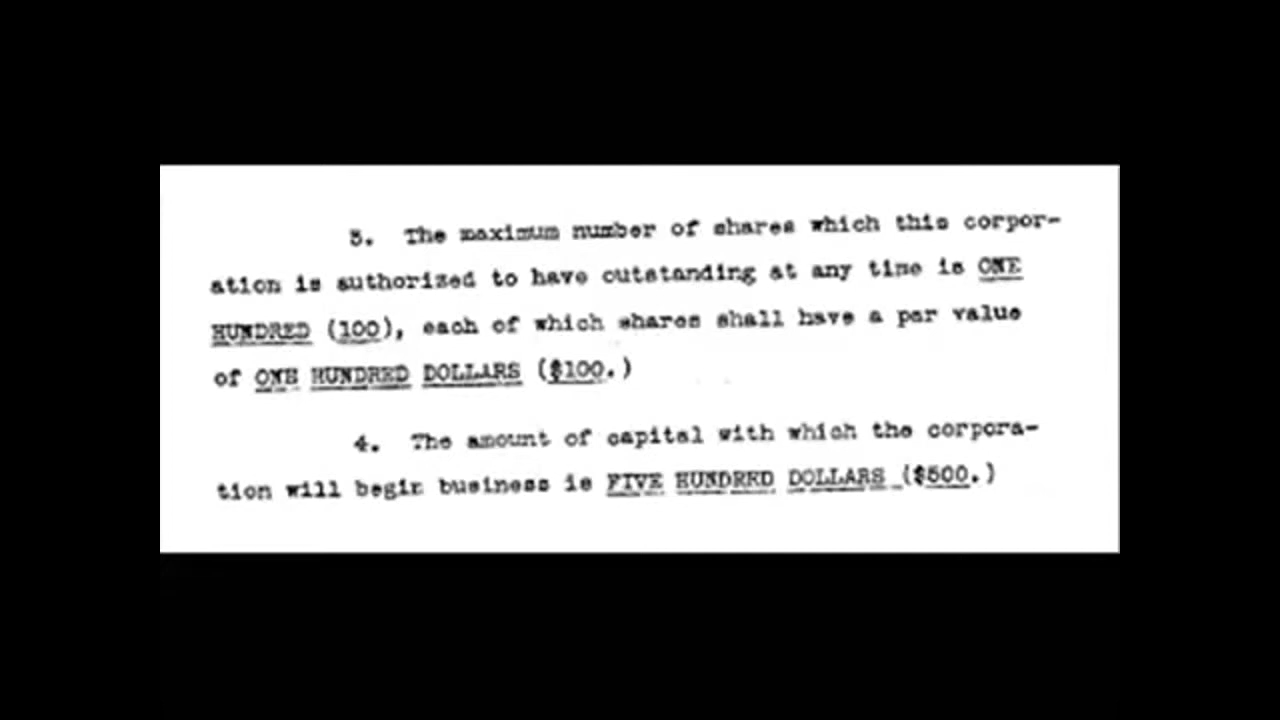 3. The maximum number of shares which this corpor-
ation is authorized to have outstanding at any time is ONE
HUNDRED (100), each of which shares shall have a par value
of ONE HUNDRED DOLLARS ($100.)
4. The amount of capital with which the corpora-
tion will begin business is FIVE HUNDRED DOLLARS ($500.)